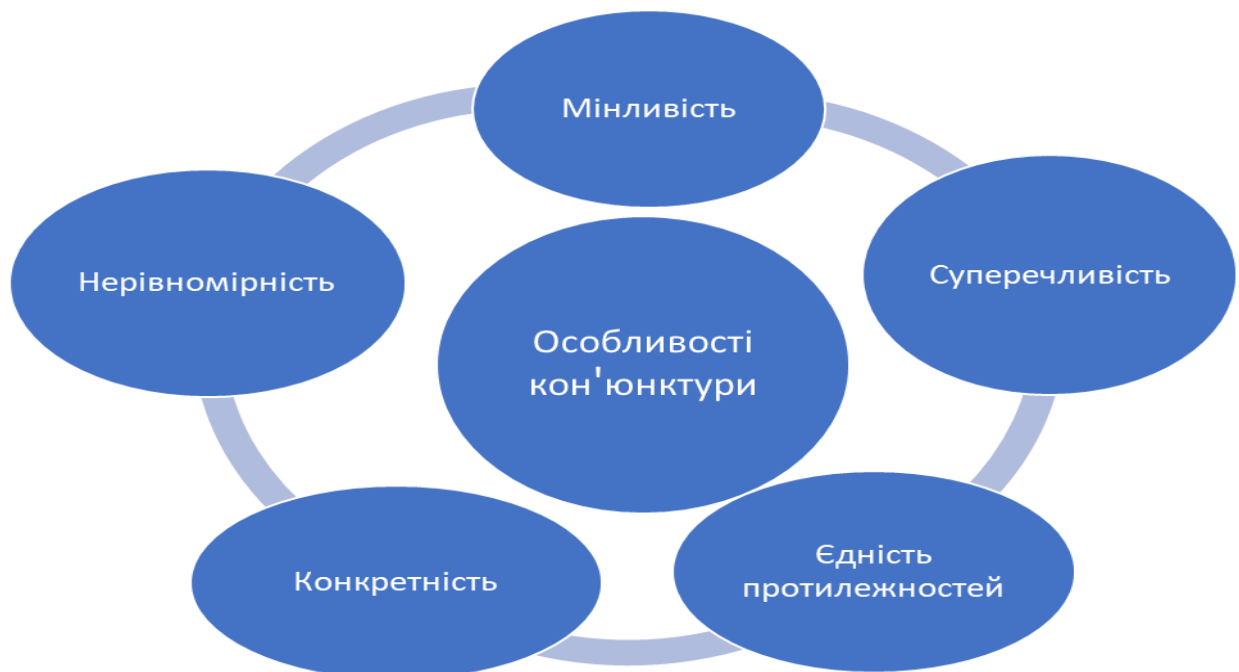 Мінливість
Суперечливість
Єдність
протилежностей
Конкретність
Нерівномірність
Особливості
кон'юнктури